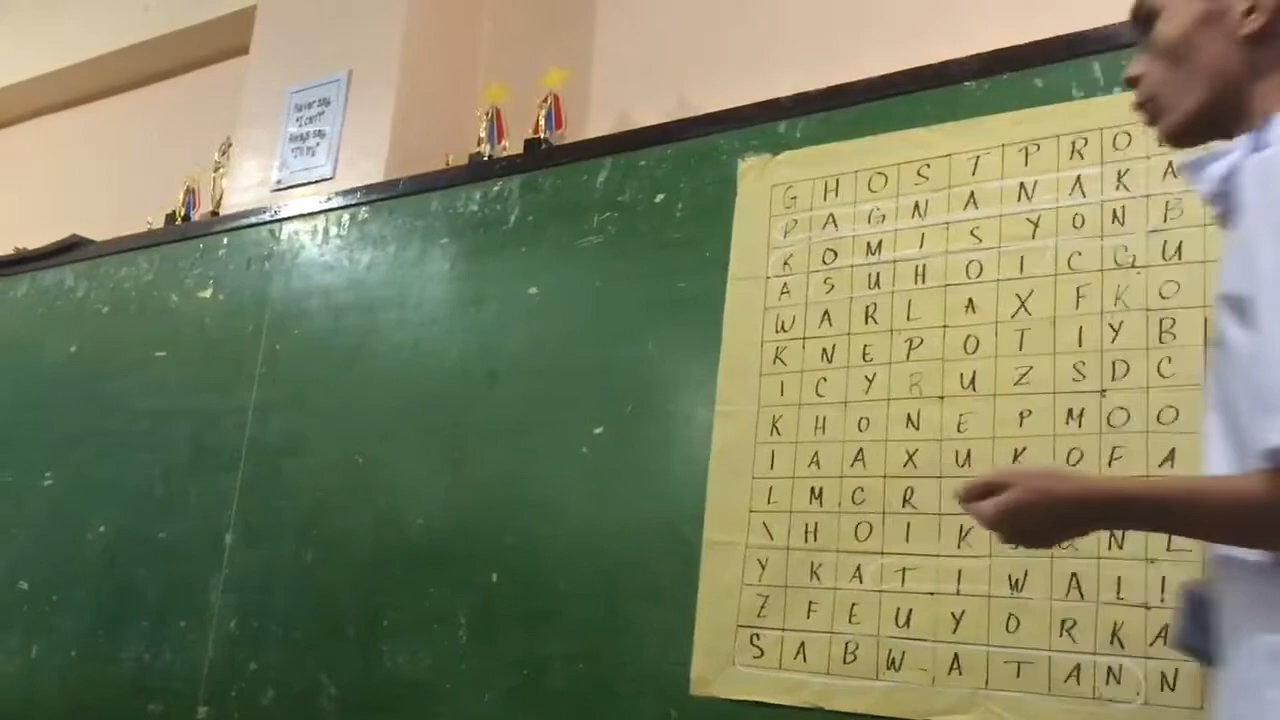 Never say
"I can't"
Always say
"I'll try"
G H O S T P R O
P A G N A N A K A
K O M I S Y O N B
A S U H O I C G U
W A R L A X F K O
K N E P O T I Y B
I C Y R U Z S D C
K H O N E P M O O
I A A X U K O F A
L M C R
\ H O I K N L
Y K A T I W A L I
Z F E U Y O R K A
S A B W A T A N N